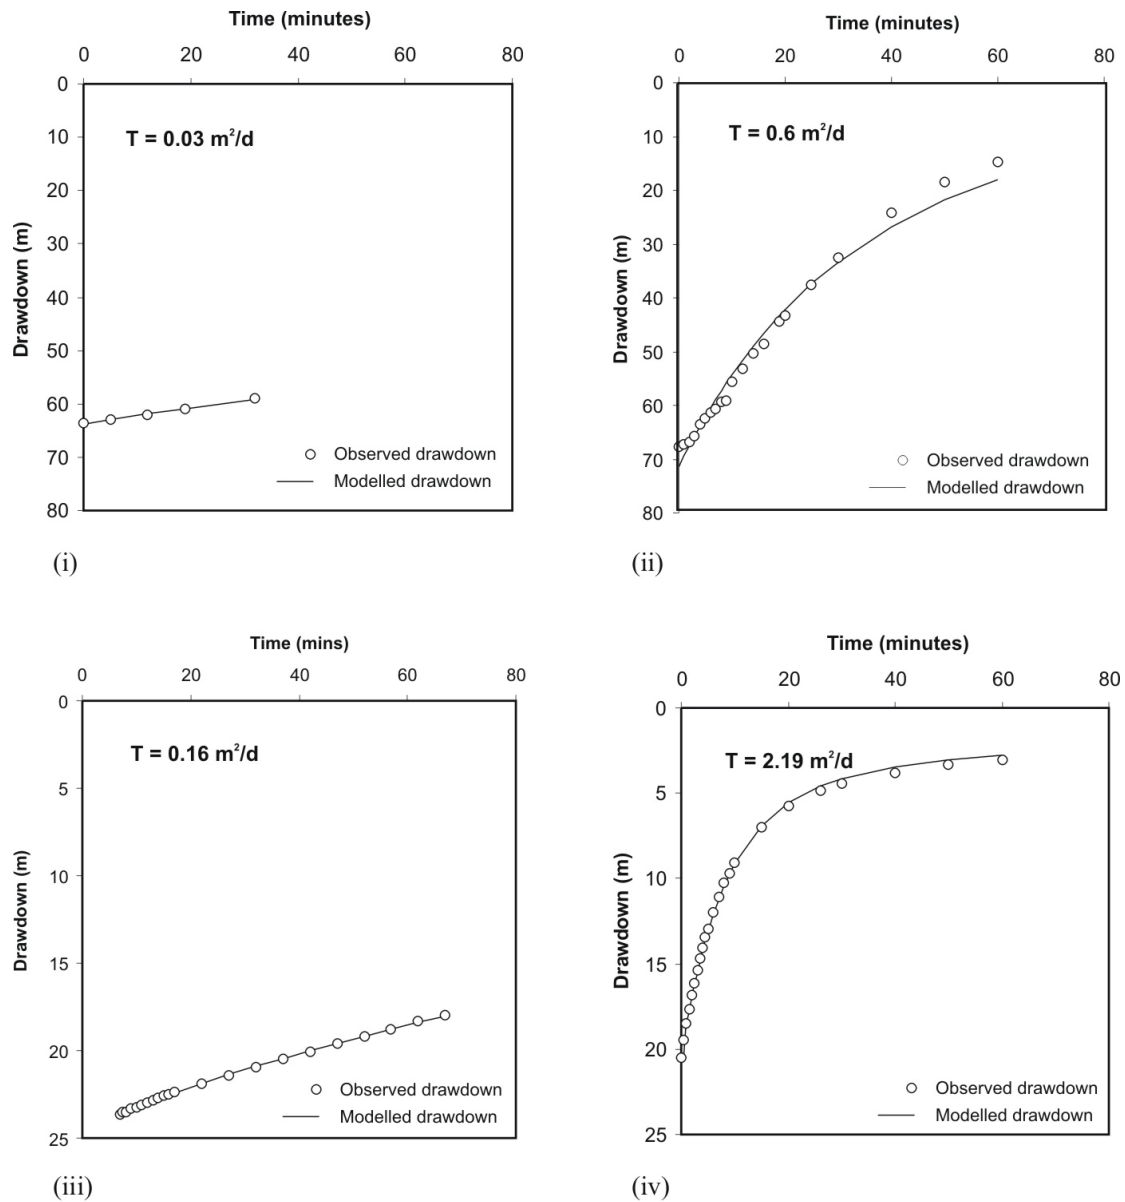 Time (minutes)
0 20 40 60 80
0
10
20
30
40
50
60
70
80
Drawdown (m)
T = 0.03 m²/d
Observed drawdown
Modelled drawdown
(i)
Time (minutes)
0 20 40 60 80
0
10
20
30
40
50
60
70
80
Drawdown (m)
T = 0.6 m²/d
Observed drawdown
Modelled drawdown
(ii)
Time (mins)
0 20 40 60 80
0
5
10
15
20
25
Drawdown (m)
T = 0.16 m²/d
Observed drawdown
Modelled drawdown
(iii)
Time (minutes)
0 20 40 60 80
0
5
10
15
20
25
Drawdown (m)
T = 2.19 m²/d
Observed drawdown
Modelled drawdown
(iv)